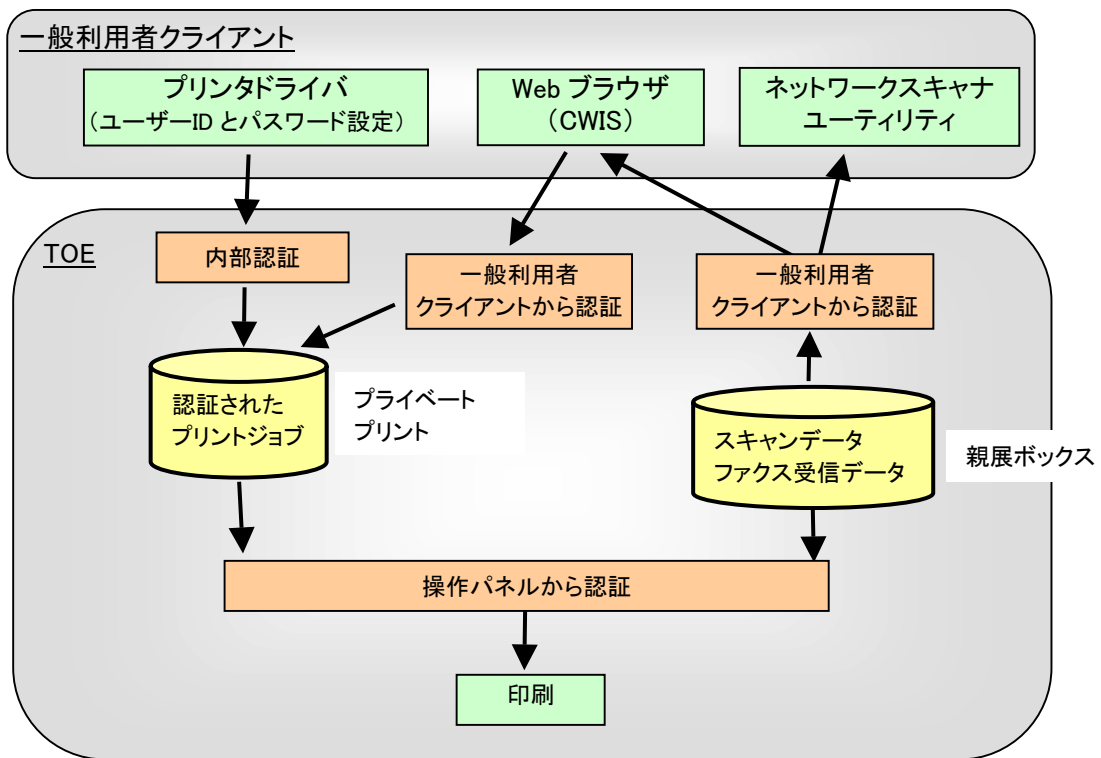 一般利用者クライアント
プリンタドライバ
（ユーザーID とパスワード設定）
Web ブラウザ
（CWIS）
ネットワークスキャナ
ユーティリティ
TOE
内部認証
一般利用者
クライアントから認証
一般利用者
クライアントから認証
認証された
プリントジョブ
プライベート
プリント
スキャンデータ
ファクス受信データ
親展ボックス
操作パネルから認証
印刷